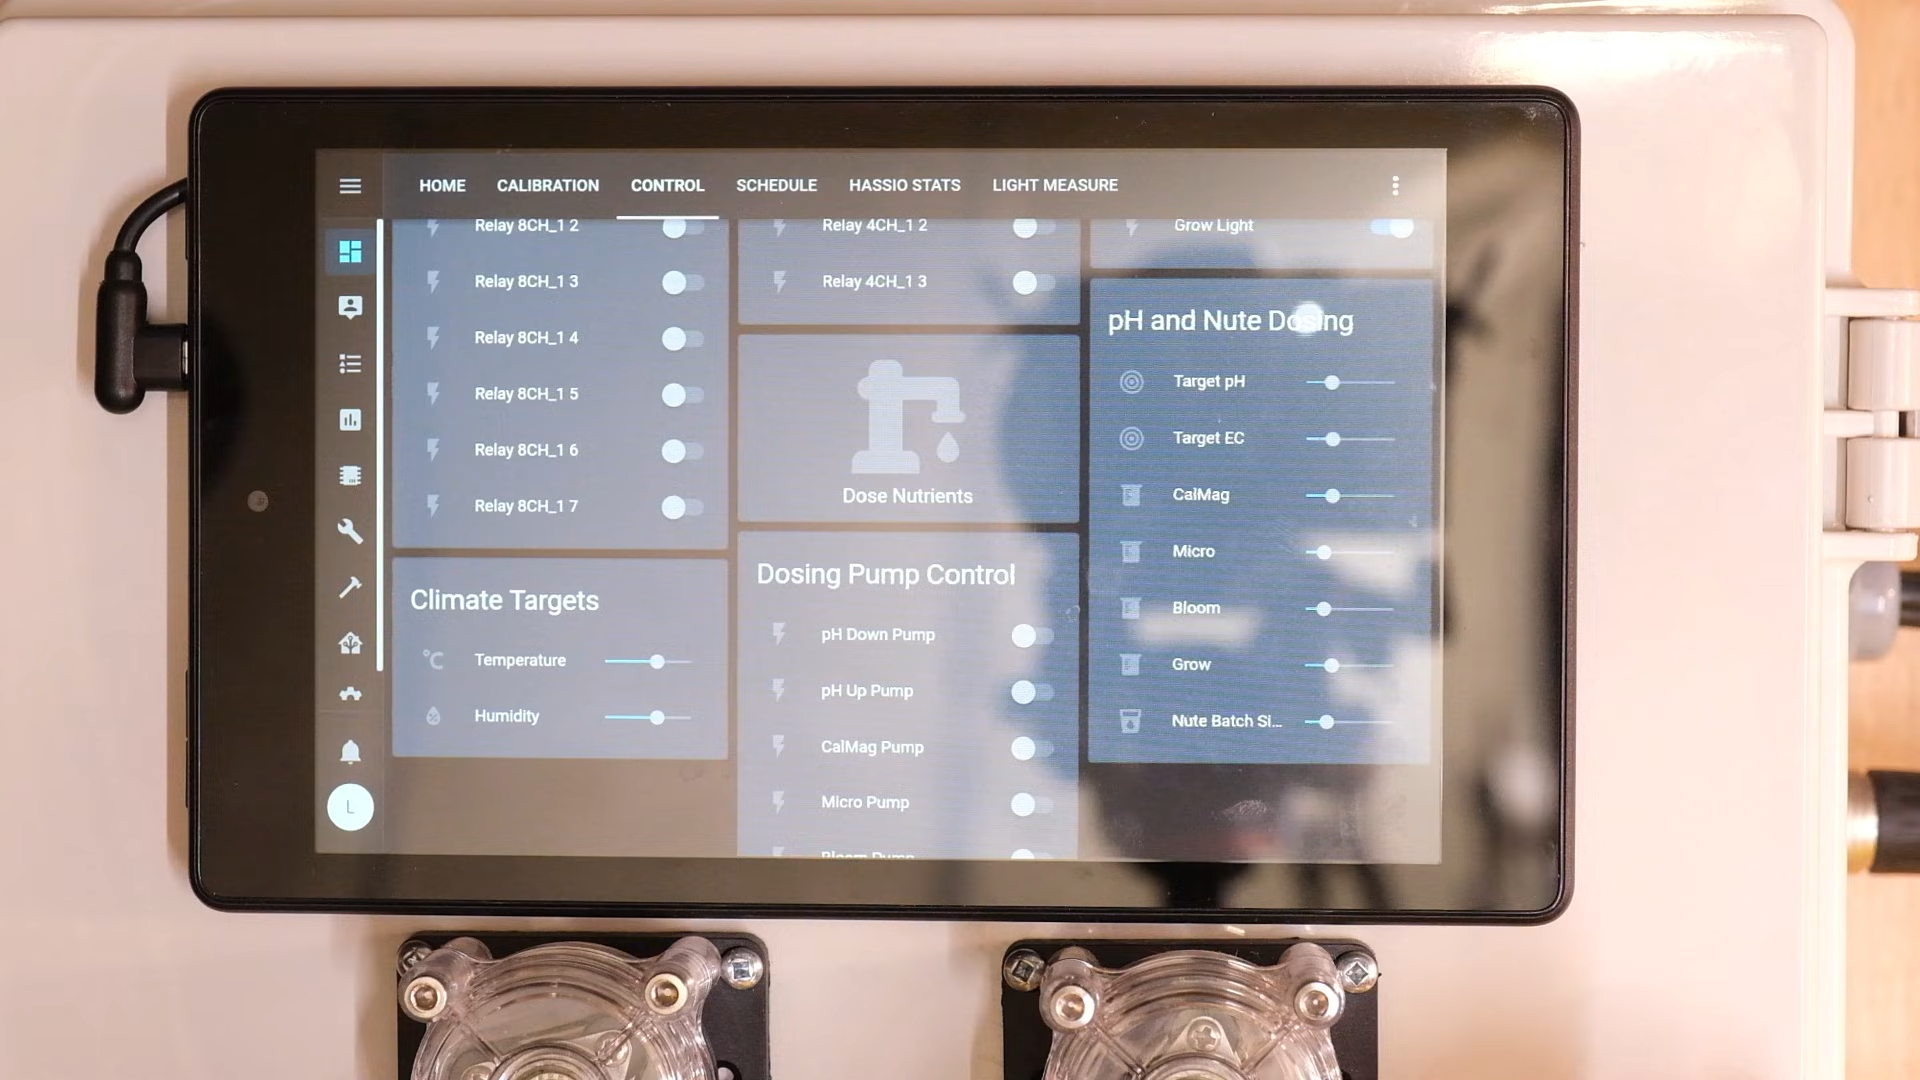 HOME CALIBRATION CONTROL SCHEDULE HASSIO STATS LIGHT MEASURE
Relay 8CH_1 2
Relay 8CH_1 3
Relay 8CH_1 4
Relay 8CH_1 5
Relay 8CH_1 6
Relay 8CH_1 7
Climate Targets
°C Temperature
Humidity
L
Relay 4CH_1 2
Relay 4CH_1 3
Dose Nutrients
Dosing Pump Control
pH Down Pump
pH Up Pump
CalMag Pump
Micro Pump
Bloom Pump
Grow Light
pH and Nute Dosing
Target pH
Target EC
CalMag
Micro
Bloom
Grow
Nute Batch Si...